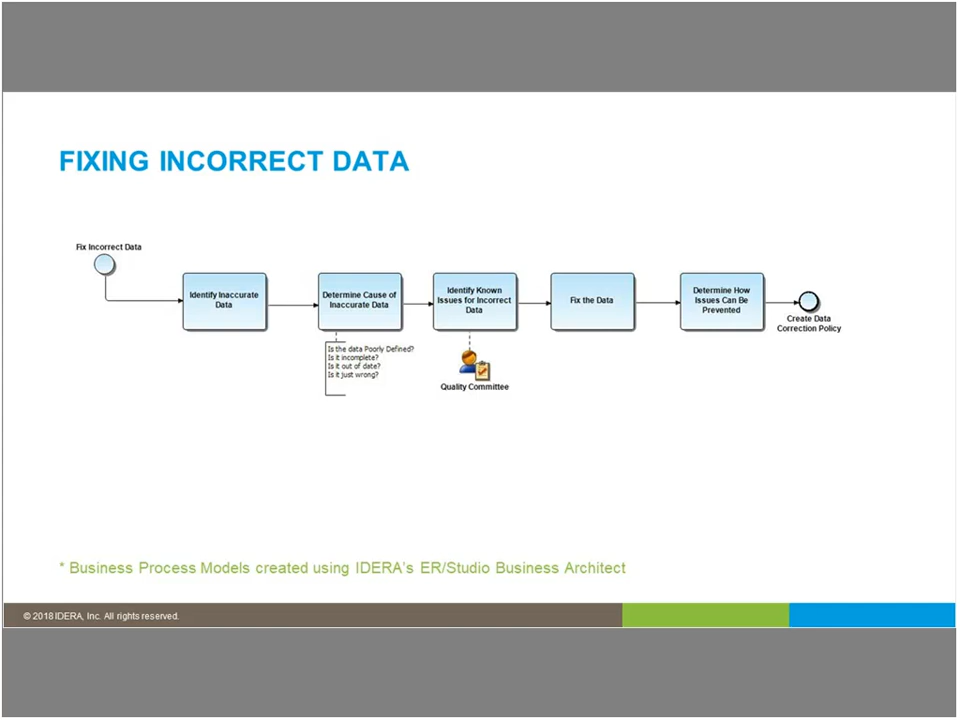 FIXING INCORRECT DATA
Fix Incorrect Data
Identify Inaccurate
Data
Determine Cause of
Inaccurate Data
Identify Known
Issues for Incorrect
Data
Fix the Data
Determine How
Issues Can Be
Prevented
Create Data
Correction Policy
Is the data Poorly Defined?
Is it incomplete?
Is it out of date?
Is it just wrong?
Quality Committee
* Business Process Models created using IDERA's ER/Studio Business Architect
© 2018 IDERA, Inc. All rights reserved.